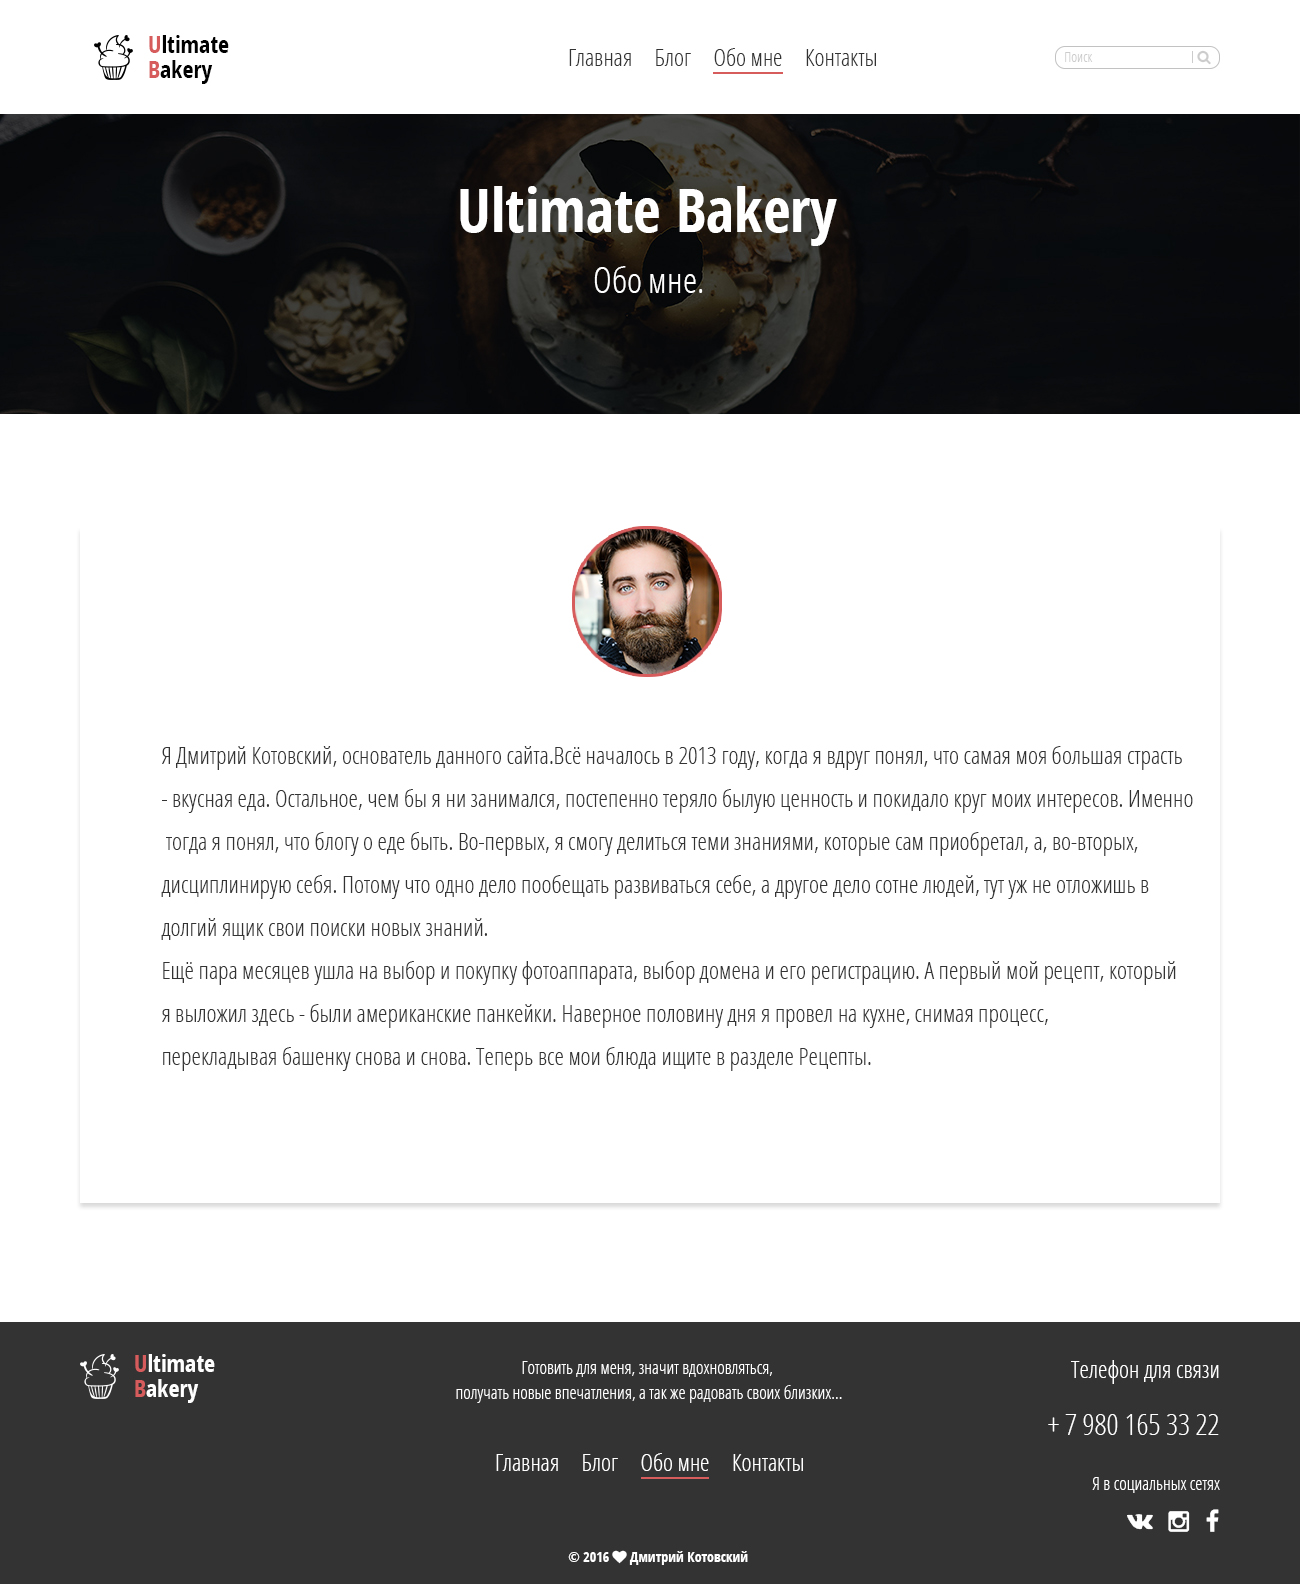 Ultimate
Bakery
Главная Блог Обо мне Контакты
Поиск
Ultimate Bakery
Обо мне.
Я Дмитрий Котовский, основатель данного сайта.Всё началось в 2013 году, когда я вдруг понял, что самая моя большая страсть
- вкусная еда. Остальное, чем бы я ни занимался, постепенно теряло былую ценность и покидало круг моих интересов. Именно
тогда я понял, что блогу о еде быть. Во-первых, я смогу делиться теми знаниями, которые сам приобретал, а, во-вторых,
дисциплинирую себя. Потому что одно дело пообещать развиваться себе, а другое дело сотне людей, тут уж не отложишь в
долгий ящик свои поиски новых знаний.
Ещё пара месяцев ушла на выбор и покупку фотоаппарата, выбор домена и его регистрацию. А первый мой рецепт, который
я выложил здесь - были американские панкейки. Наверное половину дня я провел на кухне, снимая процесс,
перекладывая башенку снова и снова. Теперь все мои блюда ищите в разделе Рецепты.
Ultimate
Bakery
Готовить для меня, значит вдохновляться,
получать новые впечатления, а так же радовать своих близких...
Главная Блог Обо мне Контакты
Телефон для связи
+ 7 980 165 33 22
Я в социальных сетях
© 2016 Дмитрий Котовский